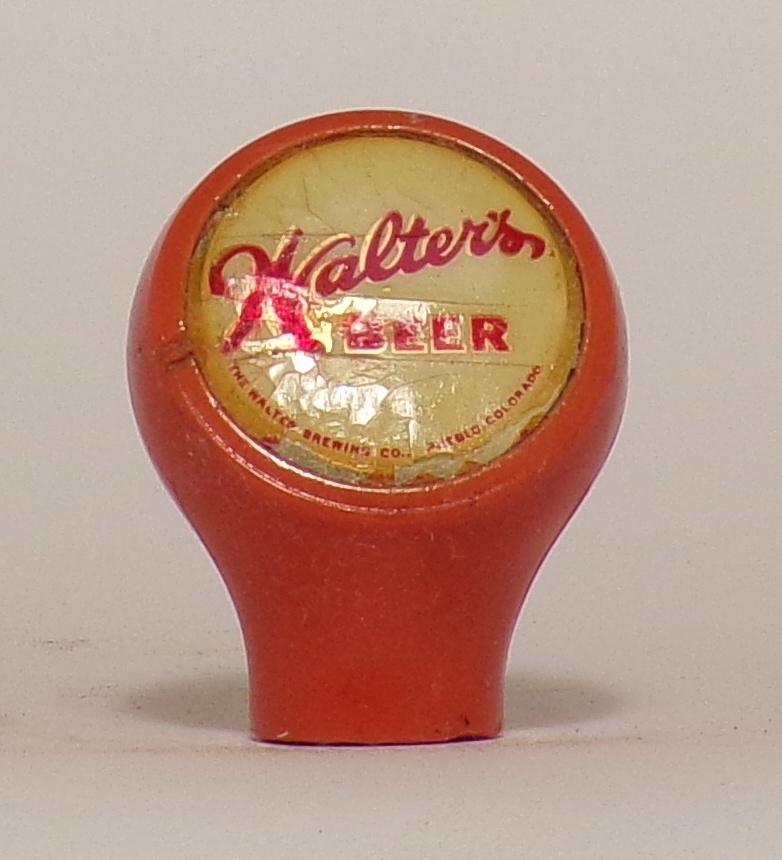 Walter's
BEER
THE WALTER BREWING CO., PUEBLO COLORADO